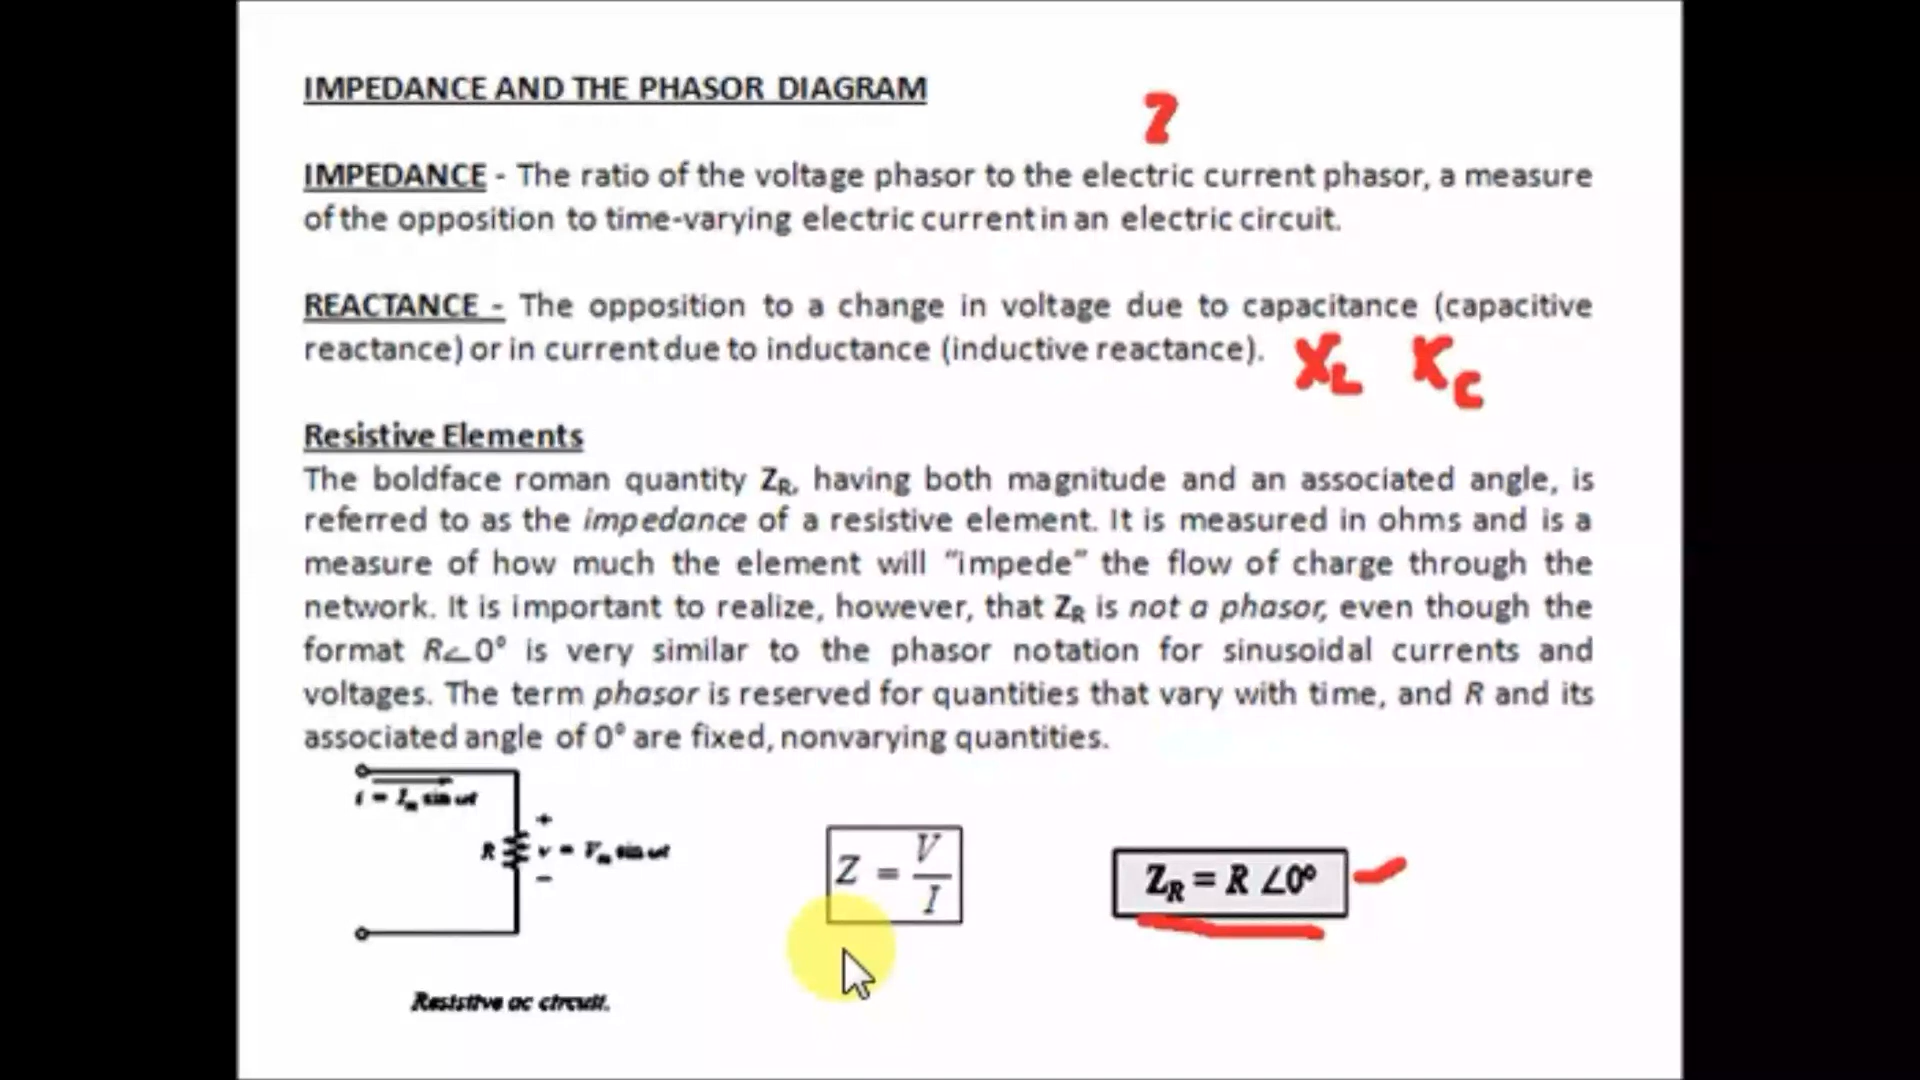 IMPEDANCE AND THE PHASOR DIAGRAM
Z
IMPEDANCE - The ratio of the voltage phasor to the electric current phasor, a measure
of the opposition to time-varying electric current in an electric circuit.
REACTANCE - The opposition to a change in voltage due to capacitance (capacitive
reactance) or in current due to inductance (inductive reactance).
XL XC
Resistive Elements
The boldface roman quantity ZR, having both magnitude and an associated angle, is
referred to as the impedance of a resistive element. It is measured in ohms and is a
measure of how much the element will “impede” the flow of charge through the
network. It is important to realize, however, that ZR is not a phasor, even though the
format R∠0° is very similar to the phasor notation for sinusoidal currents and
voltages. The term phasor is reserved for quantities that vary with time, and R and its
associated angle of 0° are fixed, nonvarying quantities.
i = Im sin ωt
+
R v = Vm sin ωt
−
Z = V/I
ZR = R ∠0°
Resistive ac circuit.